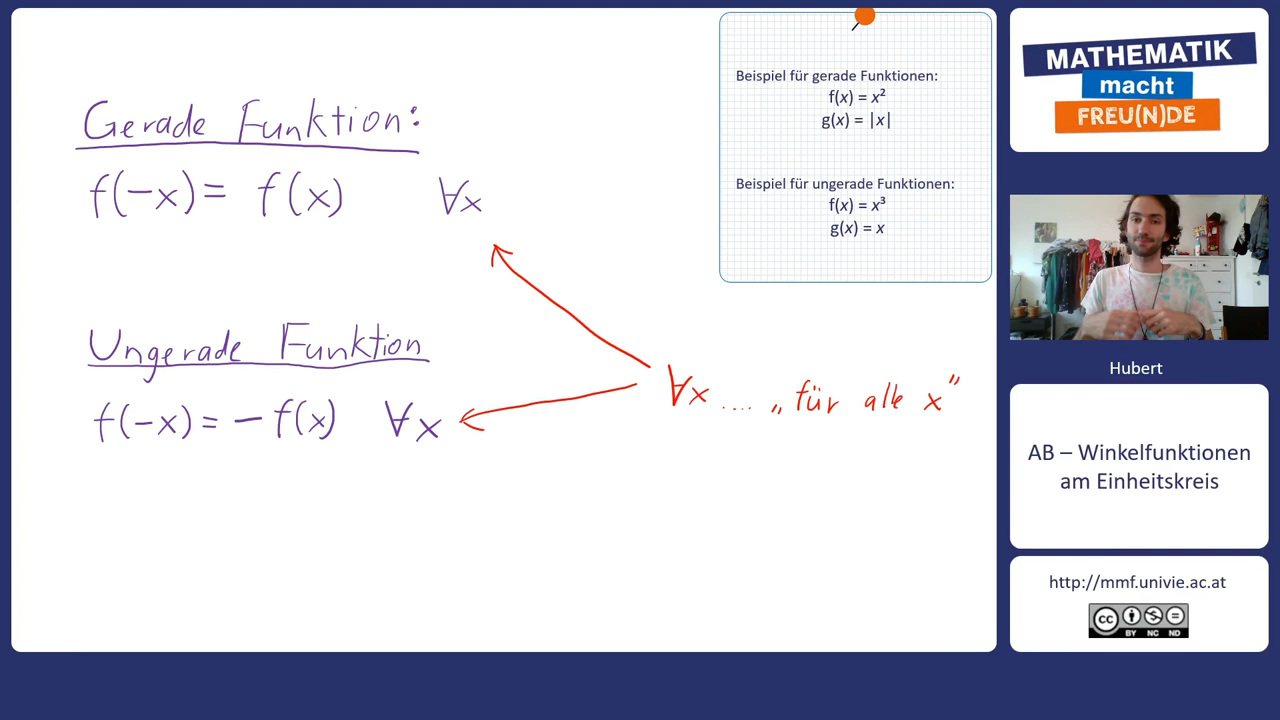 Gerade Funktion:
f(-x) = f(x) ∀x
Ungerade Funktion
f(-x) = - f(x) ∀x
∀x .... „für alle x"
Beispiel für gerade Funktionen:
f(x) = x²
g(x) = |x|
Beispiel für ungerade Funktionen:
f(x) = x³
g(x) = x
MATHEMATIK
macht
FREU(N)DE
Hubert
AB – Winkelfunktionen
am Einheitskreis
http://mmf.univie.ac.at
cc
BY NC ND